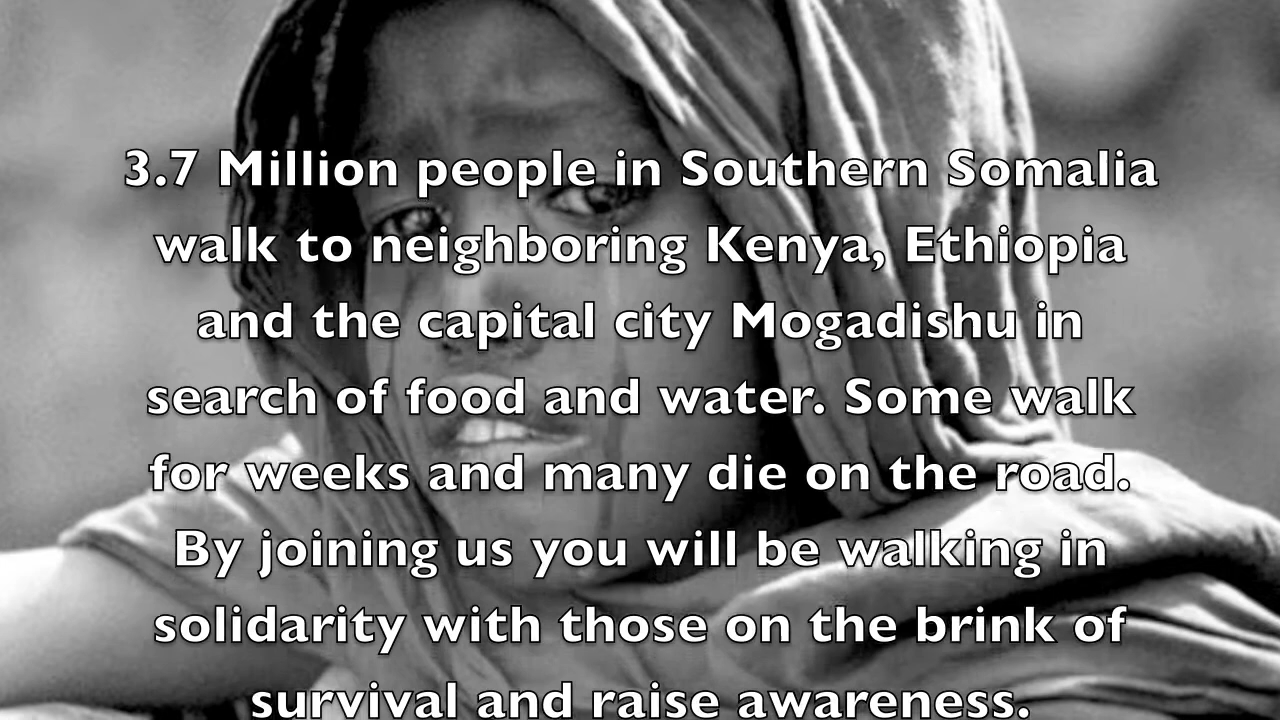 3.7 Million people in Southern Somalia
walk to neighboring Kenya, Ethiopia
and the capital city Mogadishu in
search of food and water. Some walk
for weeks and many die on the road.
By joining us you will be walking in
solidarity with those on the brink of
survival and raise awareness.